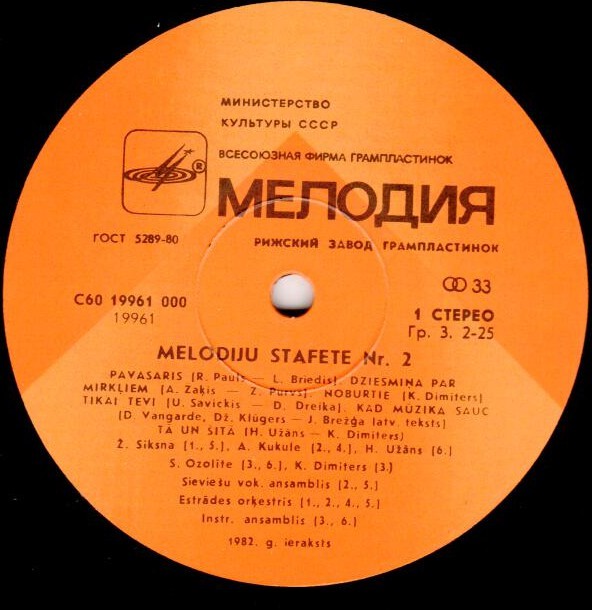 МИНИСТЕРСТВО
КУЛЬТУРЫ СССР
ВСЕСОЮЗНАЯ ФИРМА ГРАМПЛАСТИНОК
®
МЕЛОДИЯ
ГОСТ 5289-80
РИЖСКИЙ ЗАВОД ГРАМПЛАСТИНОК
33
С60 19961 000
19961
1 СТЕРЕО
Гр. 3, 2-25
MELODIJU STAFETE Nr. 2
PAVASARIS [R. Pauls — L. Briedis]. DZIESMIŅA PAR
MIRKĻIEM [A. Zaķis — Z. Purvs]. NOBURTIE [K. Dimiters]
TIKAI TEVI [U. Savickis — D. Dreika]. KAD MŪZIKA SAUC
[D. Vangarde, Dž. Klūgers — J. Brežģa latv. teksts]
TĀ UN ŠITĀ [H. Užāns — K. Dimiters]
Ž. Siksna [1., 5.], A. Kukule [2., 4.], H. Užāns [6.]
S. Ozolīte [3., 6.], K. Dimiters [3.]
Sieviešu vok. ansamblis [2., 5.]
Estrādes orķestris [1., 2., 4., 5.]
Instr. ansamblis [3., 6.]
1982. g. ieraksts